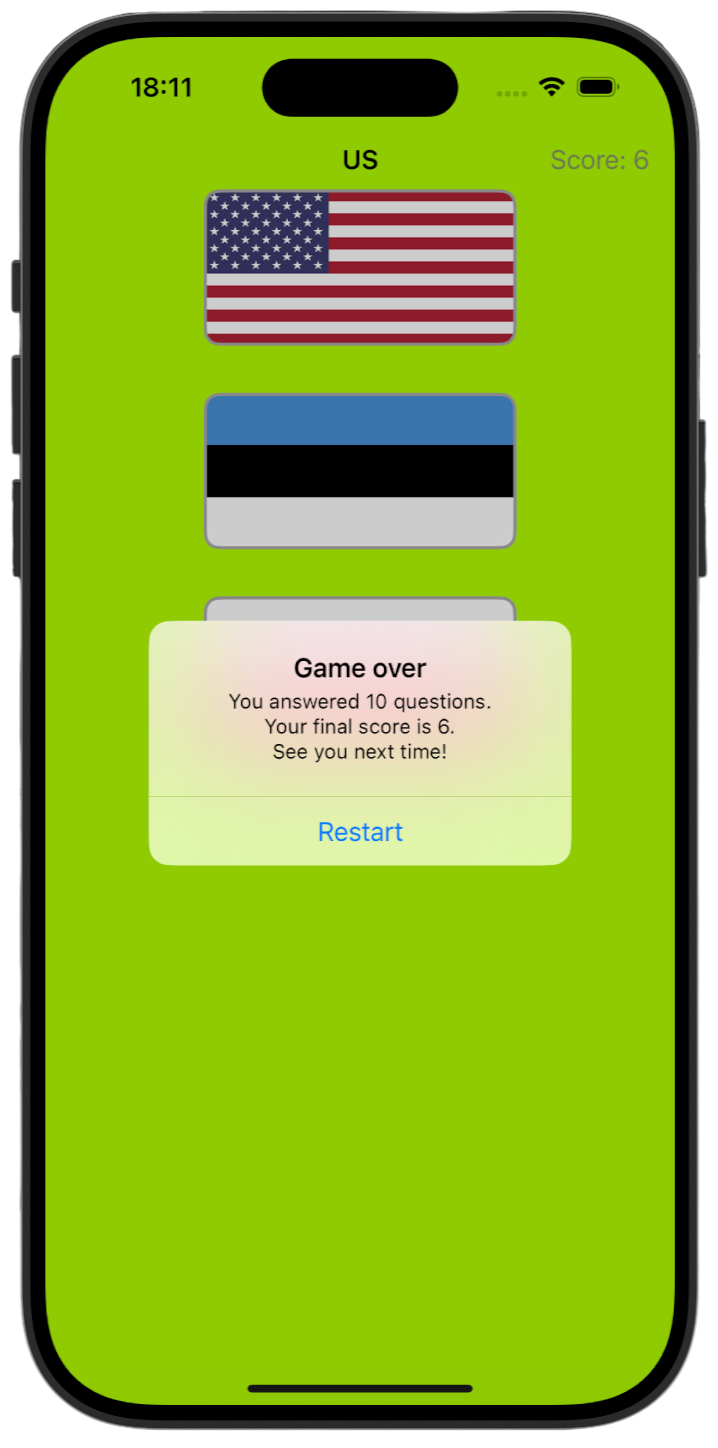 18:11
US
Score: 6
Game over
You answered 10 questions.
Your final score is 6.
See you next time!
Restart